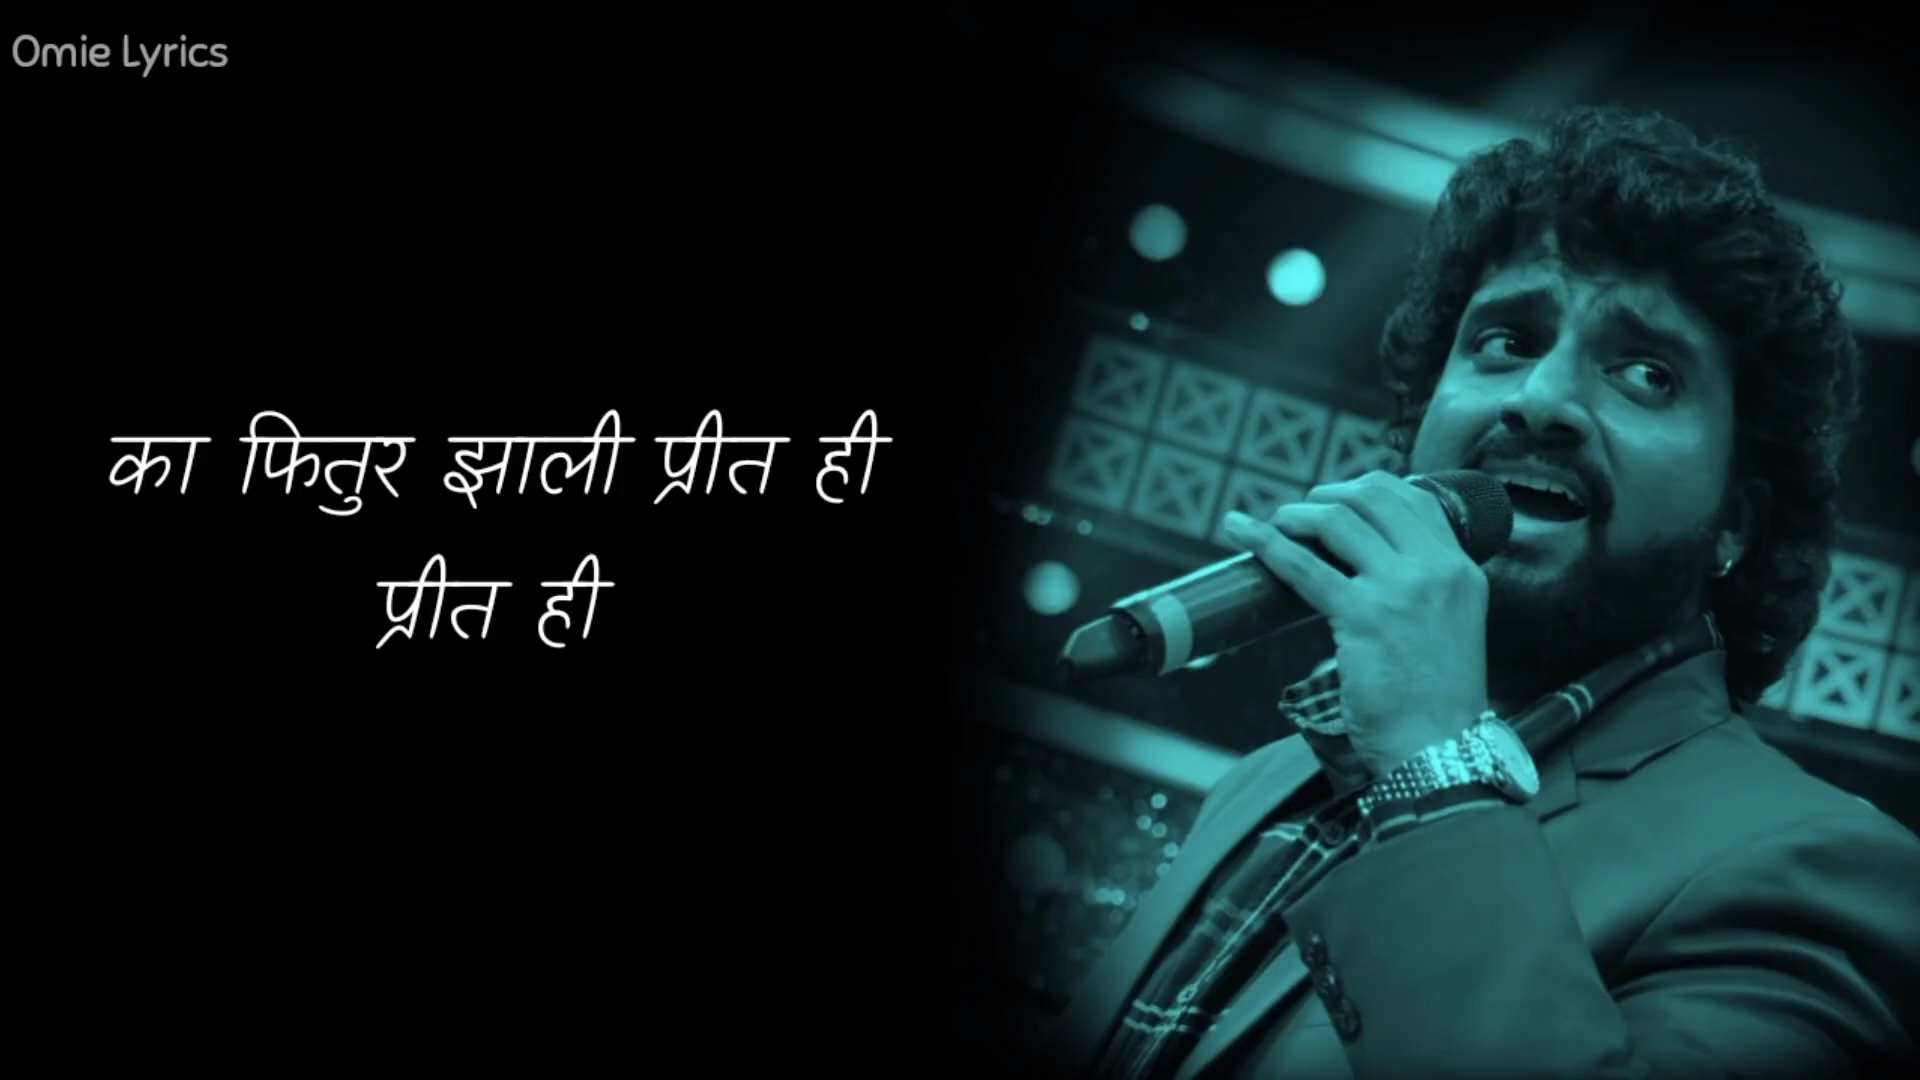 Omie Lyrics
का फितुर झाली प्रीत ही
प्रीत ही